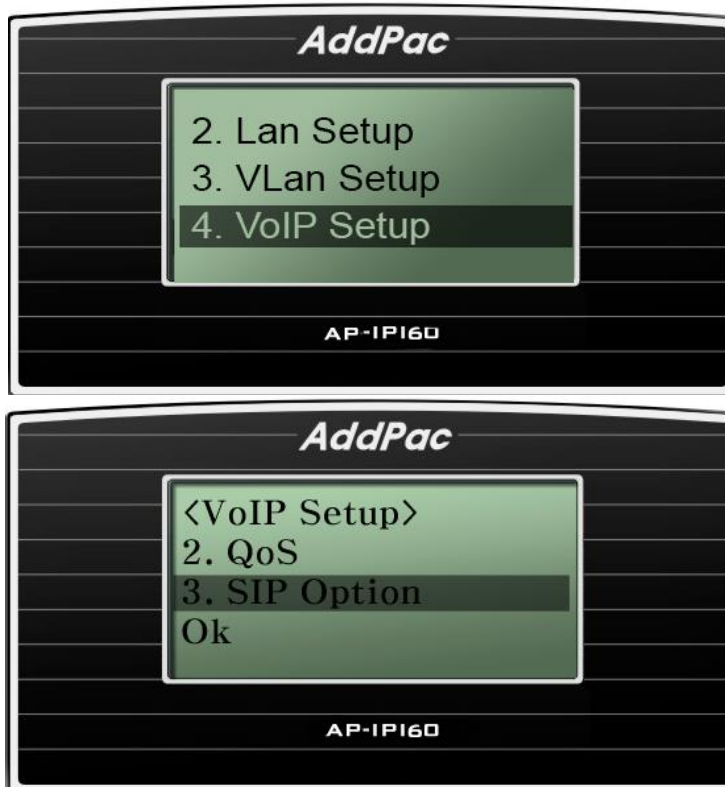 AddPac
2. Lan Setup
3. VLan Setup
4. VoIP Setup
AP-IP160
AddPac
<VoIP Setup>
2. QoS
3. SIP Option
Ok
AP-IP160